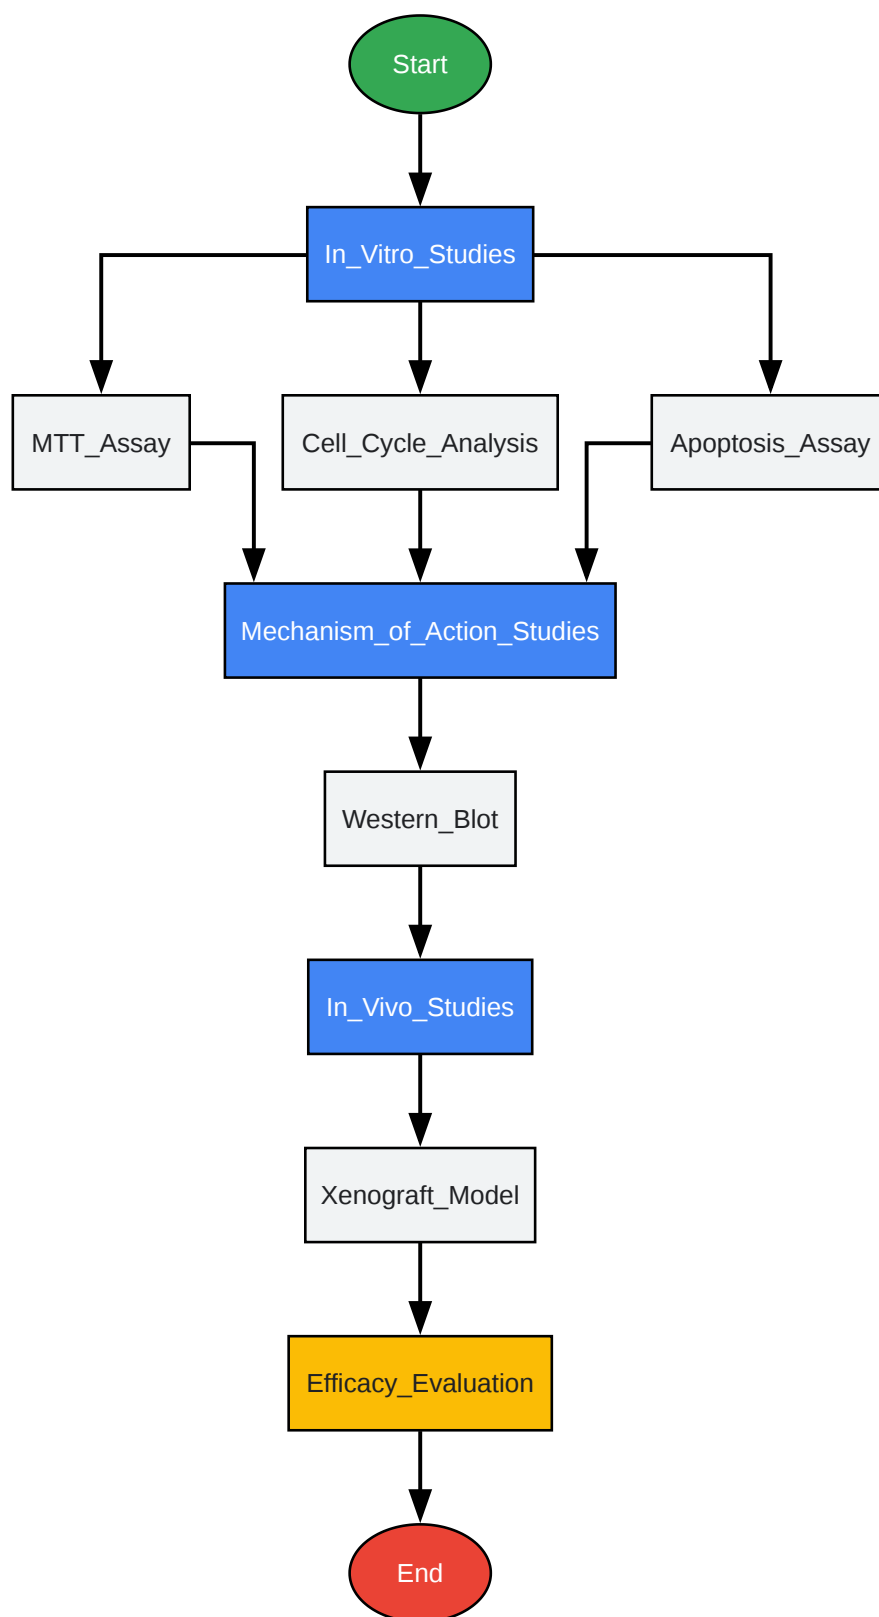 Start
In_Vitro_Studies
MTT_Assay
Cell_Cycle_Analysis
Apoptosis_Assay
Mechanism_of_Action_Studies
Western_Blot
In_Vivo_Studies
Xenograft_Model
Efficacy_Evaluation
End